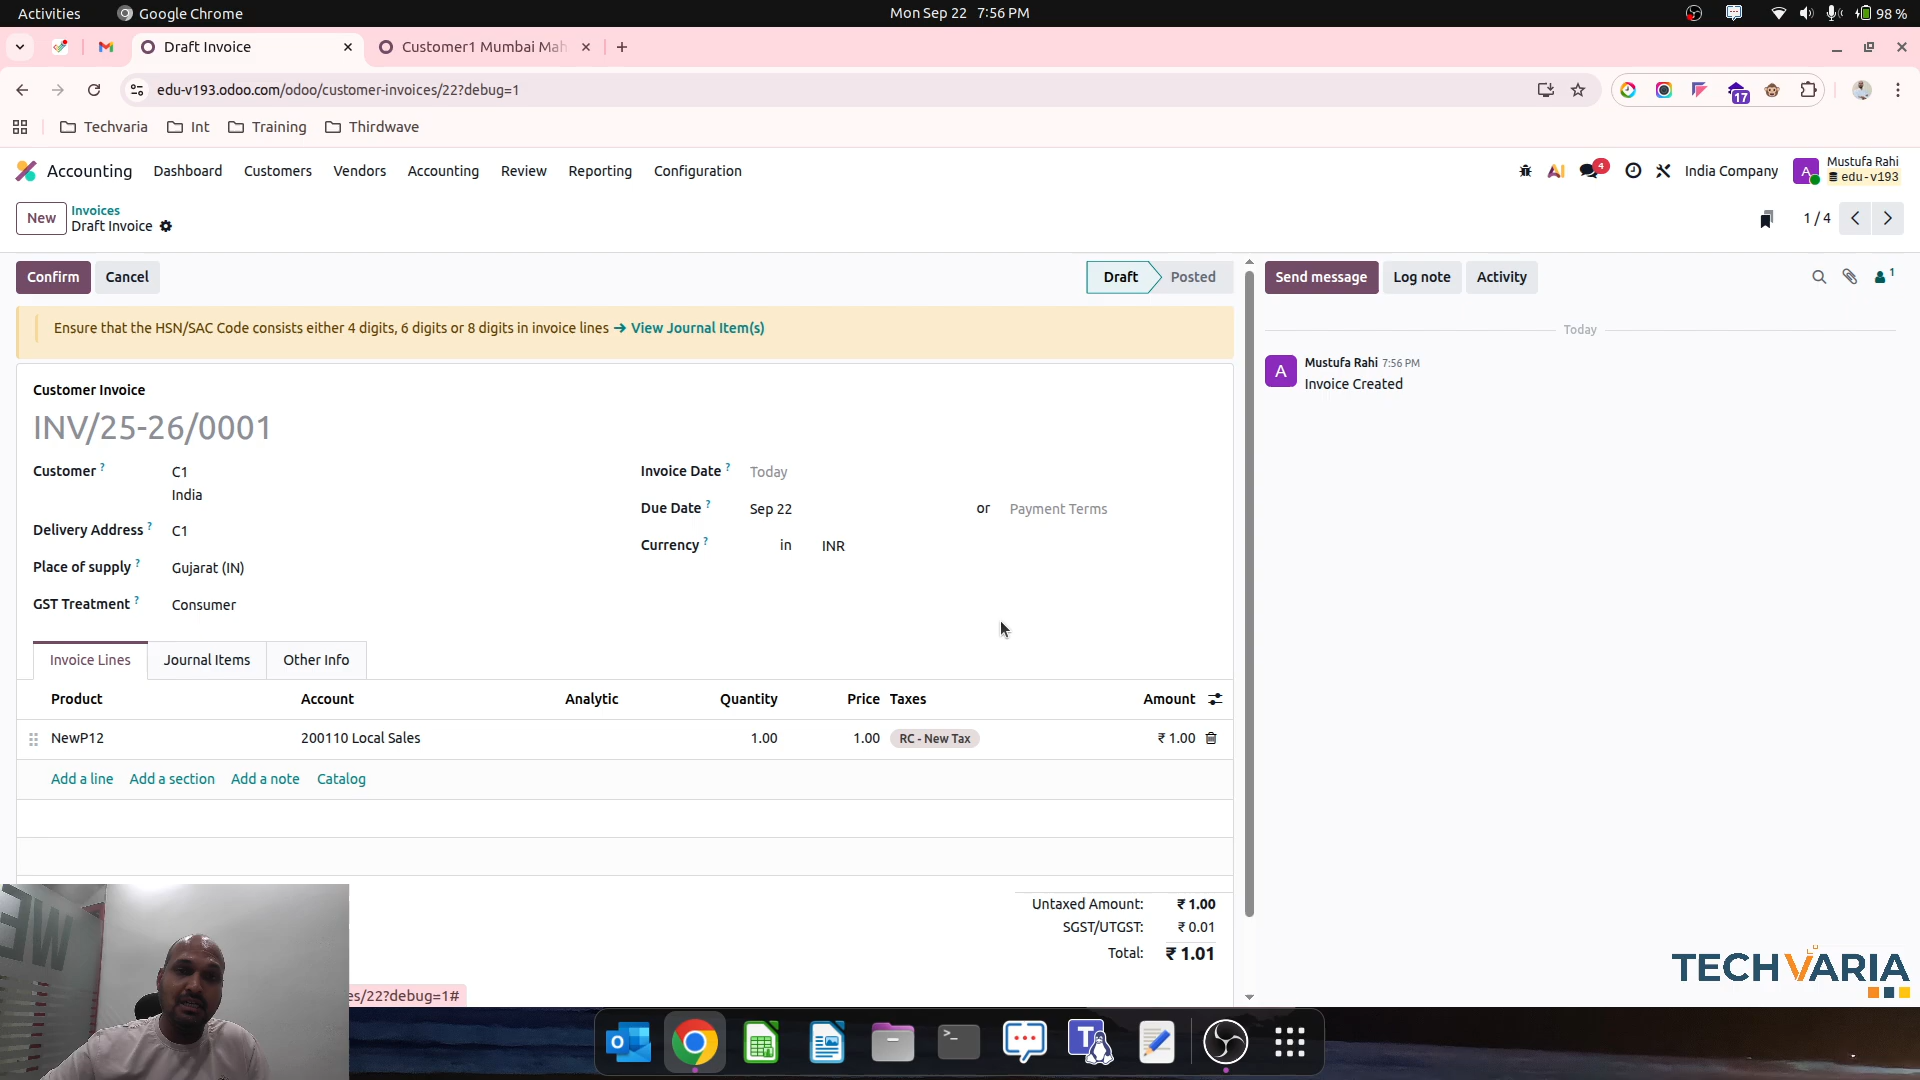 Activities
Google Chrome
Mon Sep 22 7:56 PM
98 %
Draft Invoice
Customer1 Mumbai Mah
edu-v193.odoo.com/odoo/customer-invoices/22?debug=1
17
Techvaria
Int
Training
Thirdwave
Accounting
Dashboard
Customers
Vendors
Accounting
Review
Reporting
Configuration
AI
4
India Company
A
Mustufa Rahi
edu-v193
New
Invoices
Draft Invoice
1 / 4
Confirm
Cancel
Draft
Posted
Send message
Log note
Activity
1
Ensure that the HSN/SAC Code consists either 4 digits, 6 digits or 8 digits in invoice lines → View Journal Item(s)
Today
A
Mustufa Rahi 7:56 PM
Invoice Created
Customer Invoice
INV/25-26/0001
Customer ?
C1
India
Invoice Date ?
Today
Due Date ?
Sep 22
or
Payment Terms
Delivery Address ?
C1
Currency ?
in
INR
Place of supply ?
Gujarat (IN)
GST Treatment ?
Consumer
Invoice Lines
Journal Items
Other Info
Product
Account
Analytic
Quantity
Price
Taxes
Amount
NewP12
200110 Local Sales
1.00
1.00
RC - New Tax
₹ 1.00
Add a line
Add a section
Add a note
Catalog
Untaxed Amount:
₹ 1.00
SGST/UTGST:
₹ 0.01
Total:
₹ 1.01
es/22?debug=1#
TECHVARIA